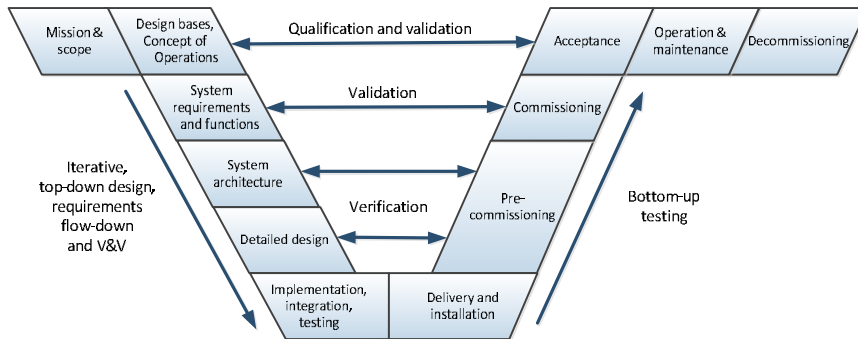 Mission &
scope
Design bases,
Concept of
Operations
Qualification and validation
Acceptance
Operation &
maintenance
Decommissioning
System
requirements
and functions
Validation
Commissioning
Iterative,
top-down design,
requirements
flow-down
and V&V
System
architecture
Verification
Pre-
commissioning
Bottom-up
testing
Detailed design
Implementation,
integration,
testing
Delivery and
installation